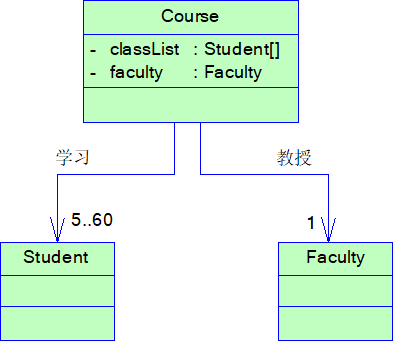 Course
- classList : Student[]
- faculty : Faculty
学习
教授
5..60
1
Student
Faculty